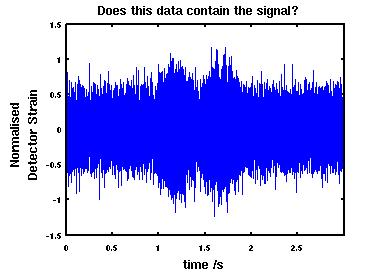 Does this data contain the signal?
1.5
1
0.5
0
-0.5
-1
-1.5
Normalised
Detector Strain
0 0.5 1 1.5 2 2.5
time /s